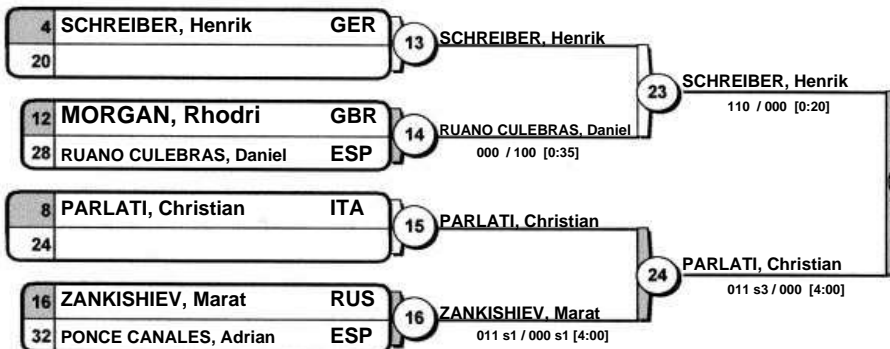 4 SCHREIBER, Henrik GER
20
13
SCHREIBER, Henrik
12 MORGAN, Rhodri GBR
28 RUANO CULEBRAS, Daniel ESP
14
RUANO CULEBRAS, Daniel
000 / 100 [0:35]
23
SCHREIBER, Henrik
110 / 000 [0:20]
8 PARLATI, Christian ITA
24
15
PARLATI, Christian
16 ZANKISHIEV, Marat RUS
32 PONCE CANALES, Adrian ESP
16
ZANKISHIEV, Marat
011 s1 / 000 s1 [4:00]
24
PARLATI, Christian
011 s3 / 000 [4:00]